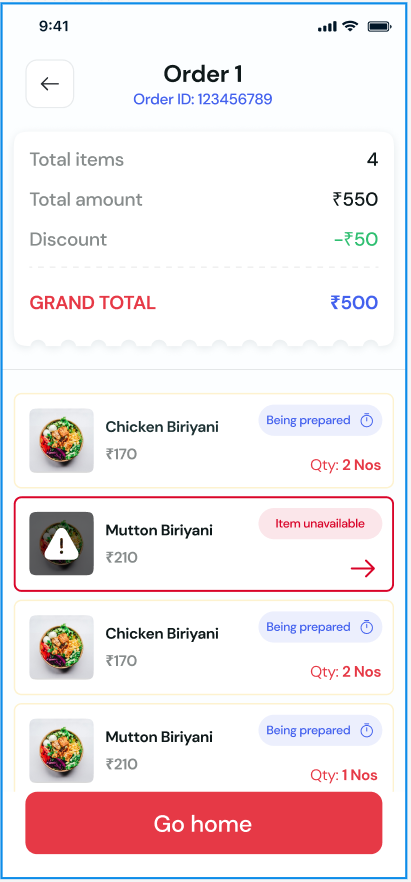 9:41
Order 1
Order ID: 123456789
Total items 4
Total amount ₹550
Discount -₹50
GRAND TOTAL ₹500
Being prepared
Chicken Biriyani
₹170
Qty: 2 Nos
Item unavailable
Mutton Biriyani
₹210
Being prepared
Chicken Biriyani
₹170
Qty: 2 Nos
Being prepared
Mutton Biriyani
₹210
Qty: 1 Nos
Go home